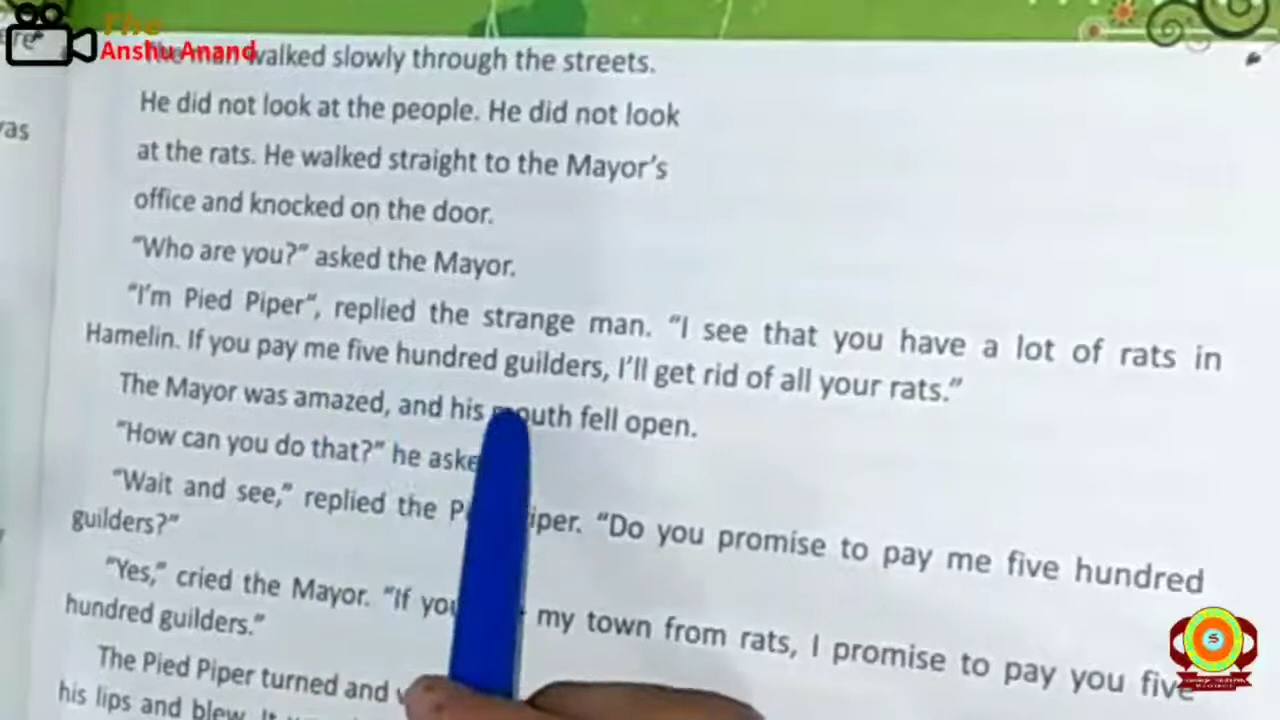 The
Anshu Anand
The man walked slowly through the streets.
He did not look at the people. He did not look
at the rats. He walked straight to the Mayor's
office and knocked on the door.
"Who are you?" asked the Mayor.
"I'm Pied Piper", replied the strange man. "I see that you have a lot of rats in
Hamelin. If you pay me five hundred guilders, I'll get rid of all your rats."
The Mayor was amazed, and his mouth fell open.
"How can you do that?" he aske
"Wait and see," replied the P iper. "Do you promise to pay me five hundred
guilders?"
"Yes," cried the Mayor. "If you my town from rats, I promise to pay you five
hundred guilders."
The Pied Piper turned and
his lips and blew.
S